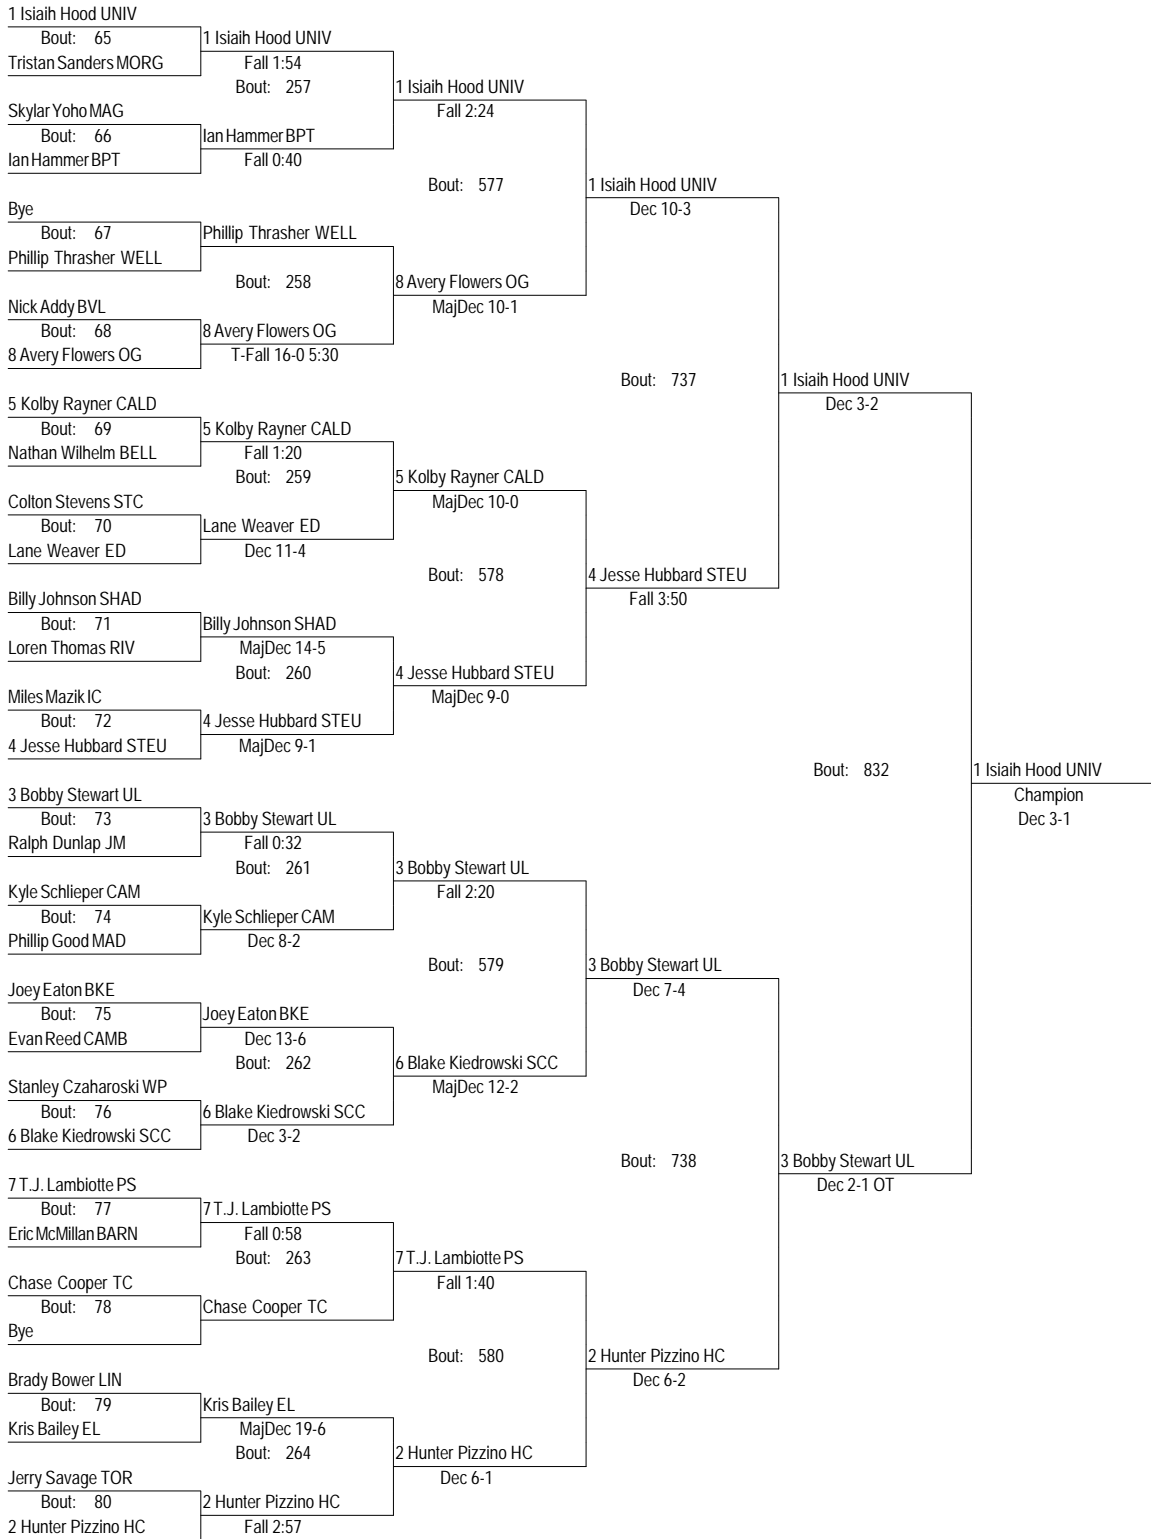 1 Isiaih Hood UNIV
Bout: 65
1 Isiaih Hood UNIV
Tristan Sanders MORG
Fall 1:54
Bout: 257
1 Isiaih Hood UNIV
Skylar Yoho MAG
Fall 2:24
Bout: 66
Ian Hammer BPT
Ian Hammer BPT
Fall 0:40
Bout: 577
1 Isiaih Hood UNIV
Bye
Dec 10-3
Bout: 67
Phillip Thrasher WELL
Phillip Thrasher WELL
Bout: 258
8 Avery Flowers OG
Nick Addy BVL
MajDec 10-1
Bout: 68
8 Avery Flowers OG
8 Avery Flowers OG
T-Fall 16-0 5:30
Bout: 737
1 Isiaih Hood UNIV
5 Kolby Rayner CALD
Dec 3-2
Bout: 69
5 Kolby Rayner CALD
Nathan Wilhelm BELL
Fall 1:20
Bout: 259
5 Kolby Rayner CALD
Colton Stevens STC
MajDec 10-0
Bout: 70
Lane Weaver ED
Lane Weaver ED
Dec 11-4
Bout: 578
4 Jesse Hubbard STEU
Billy Johnson SHAD
Fall 3:50
Bout: 71
Billy Johnson SHAD
Loren Thomas RIV
MajDec 14-5
Bout: 260
4 Jesse Hubbard STEU
Miles Mazik IC
MajDec 9-0
Bout: 72
4 Jesse Hubbard STEU
4 Jesse Hubbard STEU
MajDec 9-1
Bout: 832
1 Isiaih Hood UNIV
3 Bobby Stewart UL
Champion
Bout: 73
3 Bobby Stewart UL
Dec 3-1
Ralph Dunlap JM
Fall 0:32
Bout: 261
3 Bobby Stewart UL
Kyle Schlieper CAM
Fall 2:20
Bout: 74
Kyle Schlieper CAM
Phillip Good MAD
Dec 8-2
Bout: 579
3 Bobby Stewart UL
Joey Eaton BKE
Dec 7-4
Bout: 75
Joey Eaton BKE
Evan Reed CAMB
Dec 13-6
Bout: 262
6 Blake Kiedrowski SCC
Stanley Czaharoski WP
MajDec 12-2
Bout: 76
6 Blake Kiedrowski SCC
6 Blake Kiedrowski SCC
Dec 3-2
Bout: 738
3 Bobby Stewart UL
7 T.J. Lambiotte PS
Dec 2-1 OT
Bout: 77
7 T.J. Lambiotte PS
Eric McMillan BARN
Fall 0:58
Bout: 263
7 T.J. Lambiotte PS
Chase Cooper TC
Fall 1:40
Bout: 78
Chase Cooper TC
Bye
Bout: 580
2 Hunter Pizzino HC
Brady Bower LIN
Dec 6-2
Bout: 79
Kris Bailey EL
Kris Bailey EL
MajDec 19-6
Bout: 264
2 Hunter Pizzino HC
Jerry Savage TOR
Dec 6-1
Bout: 80
2 Hunter Pizzino HC
2 Hunter Pizzino HC
Fall 2:57